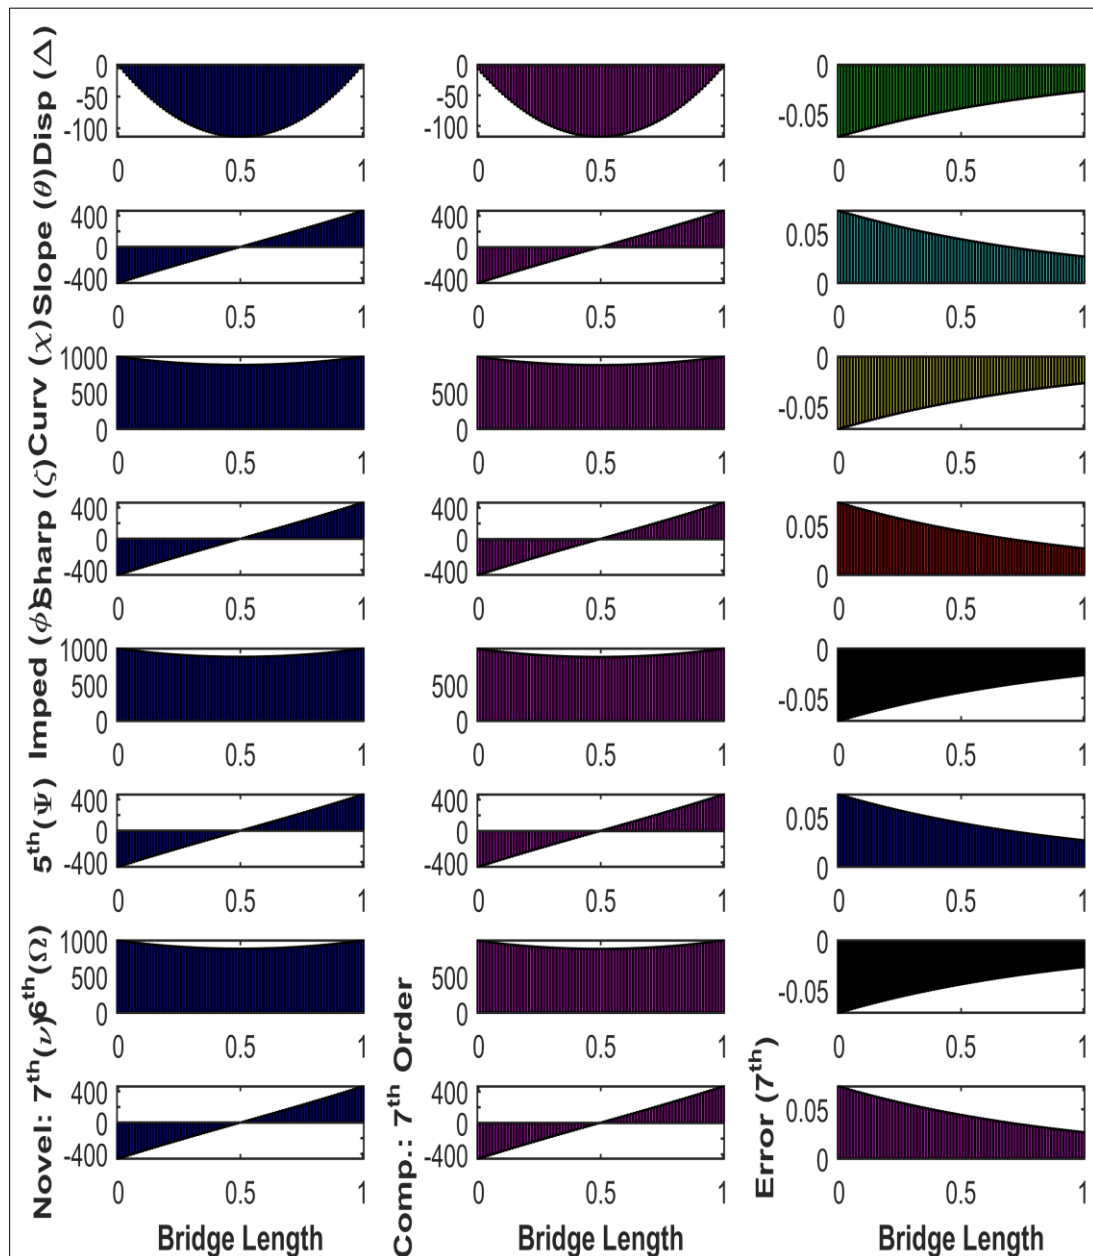 Disp (Δ)
0
-50
-100
0 0.5 1
0
-50
-100
0 0.5 1
0
-0.05
0 0.5 1
Slope (θ)
400
0
-400
0 0.5 1
400
0
-400
0 0.5 1
0.05
0
0 0.5 1
Curv (χ)
1000
500
0
0 0.5 1
500
0
0 0.5 1
0
-0.05
0 0.5 1
Sharp (ζ)
400
0
-400
0 0.5 1
400
0
-400
0 0.5 1
0.05
0
0 0.5 1
Imped (ϕ)
1000
500
0
0 0.5 1
500
0
0 0.5 1
0
-0.05
0 0.5 1
5th(Ψ)
400
0
-400
0 0.5 1
400
0
-400
0 0.5 1
0.05
0
0 0.5 1
6th(Ω)
1000
500
0
0 0.5 1
500
0
0 0.5 1
0
-0.05
0 0.5 1
Novel: 7th(ν)
400
0
-400
0 0.5 1
Bridge Length
Comp.: 7th Order
400
0
-400
0 0.5 1
Bridge Length
Error (7th)
0.05
0
0 0.5 1
Bridge Length